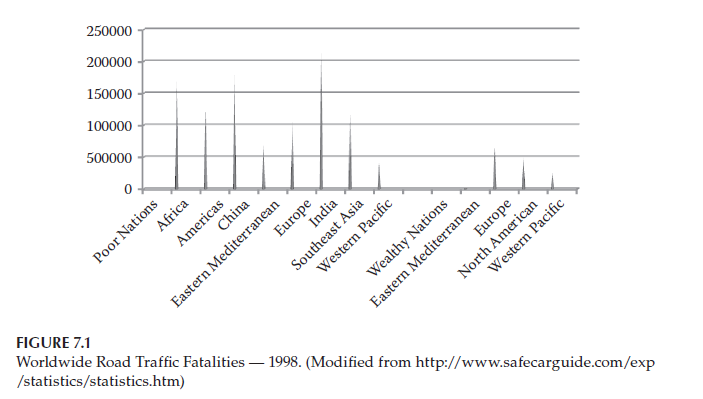 250000
200000
150000
100000
500000
0
Poor Nations
Africa
Americas
China
Eastern Mediterranean
Europe
India
Southeast Asia
Western Pacific
Wealthy Nations
Eastern Mediterranean
Europe
North American
Western Pacific
FIGURE 7.1
Worldwide Road Traffic Fatalities — 1998. (Modified from http://www.safecarguide.com/exp
/statistics/statistics.htm)